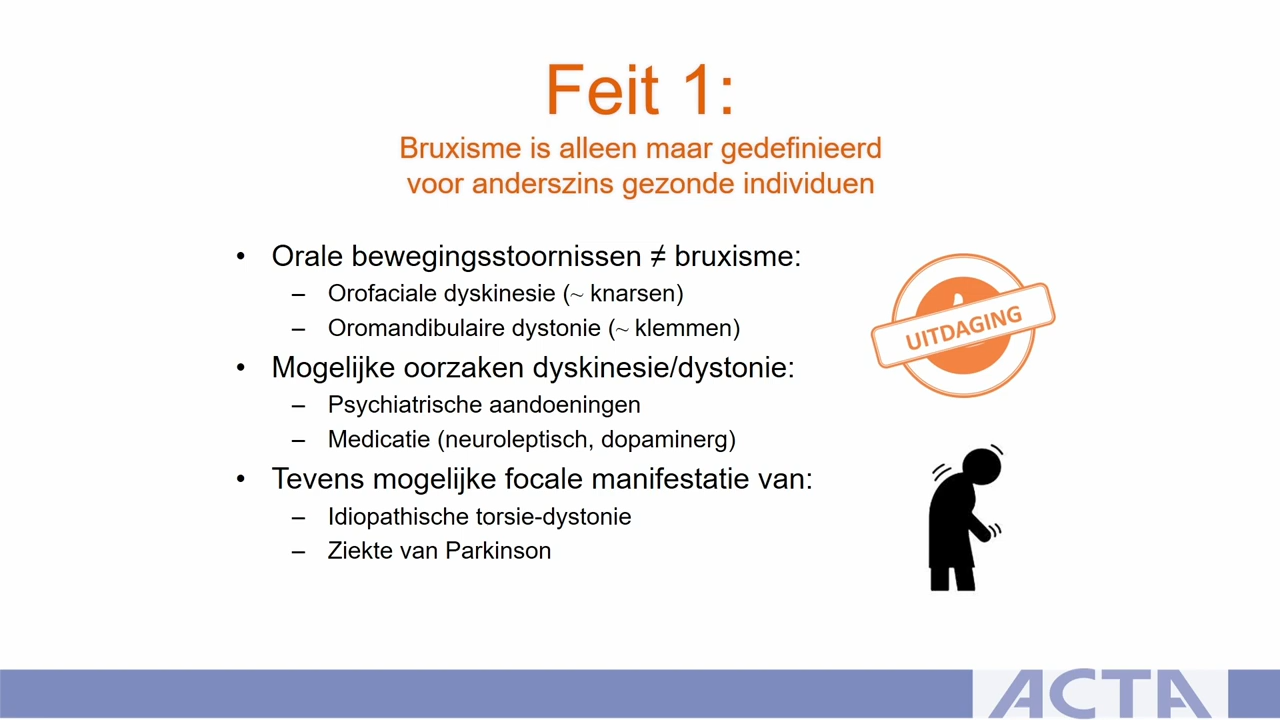 Feit 1:
Bruxisme is alleen maar gedefinieerd
voor anderszins gezonde individuen
• Orale bewegingsstoornissen ≠ bruxisme:
– Orofaciale dyskinesie (~ knarsen)
– Oromandibulaire dystonie (~ klemmen)
• Mogelijke oorzaken dyskinesie/dystonie:
– Psychiatrische aandoeningen
– Medicatie (neuroleptisch, dopaminerg)
• Tevens mogelijke focale manifestatie van:
– Idiopathische torsie-dystonie
– Ziekte van Parkinson
UITDAGING
ACTA